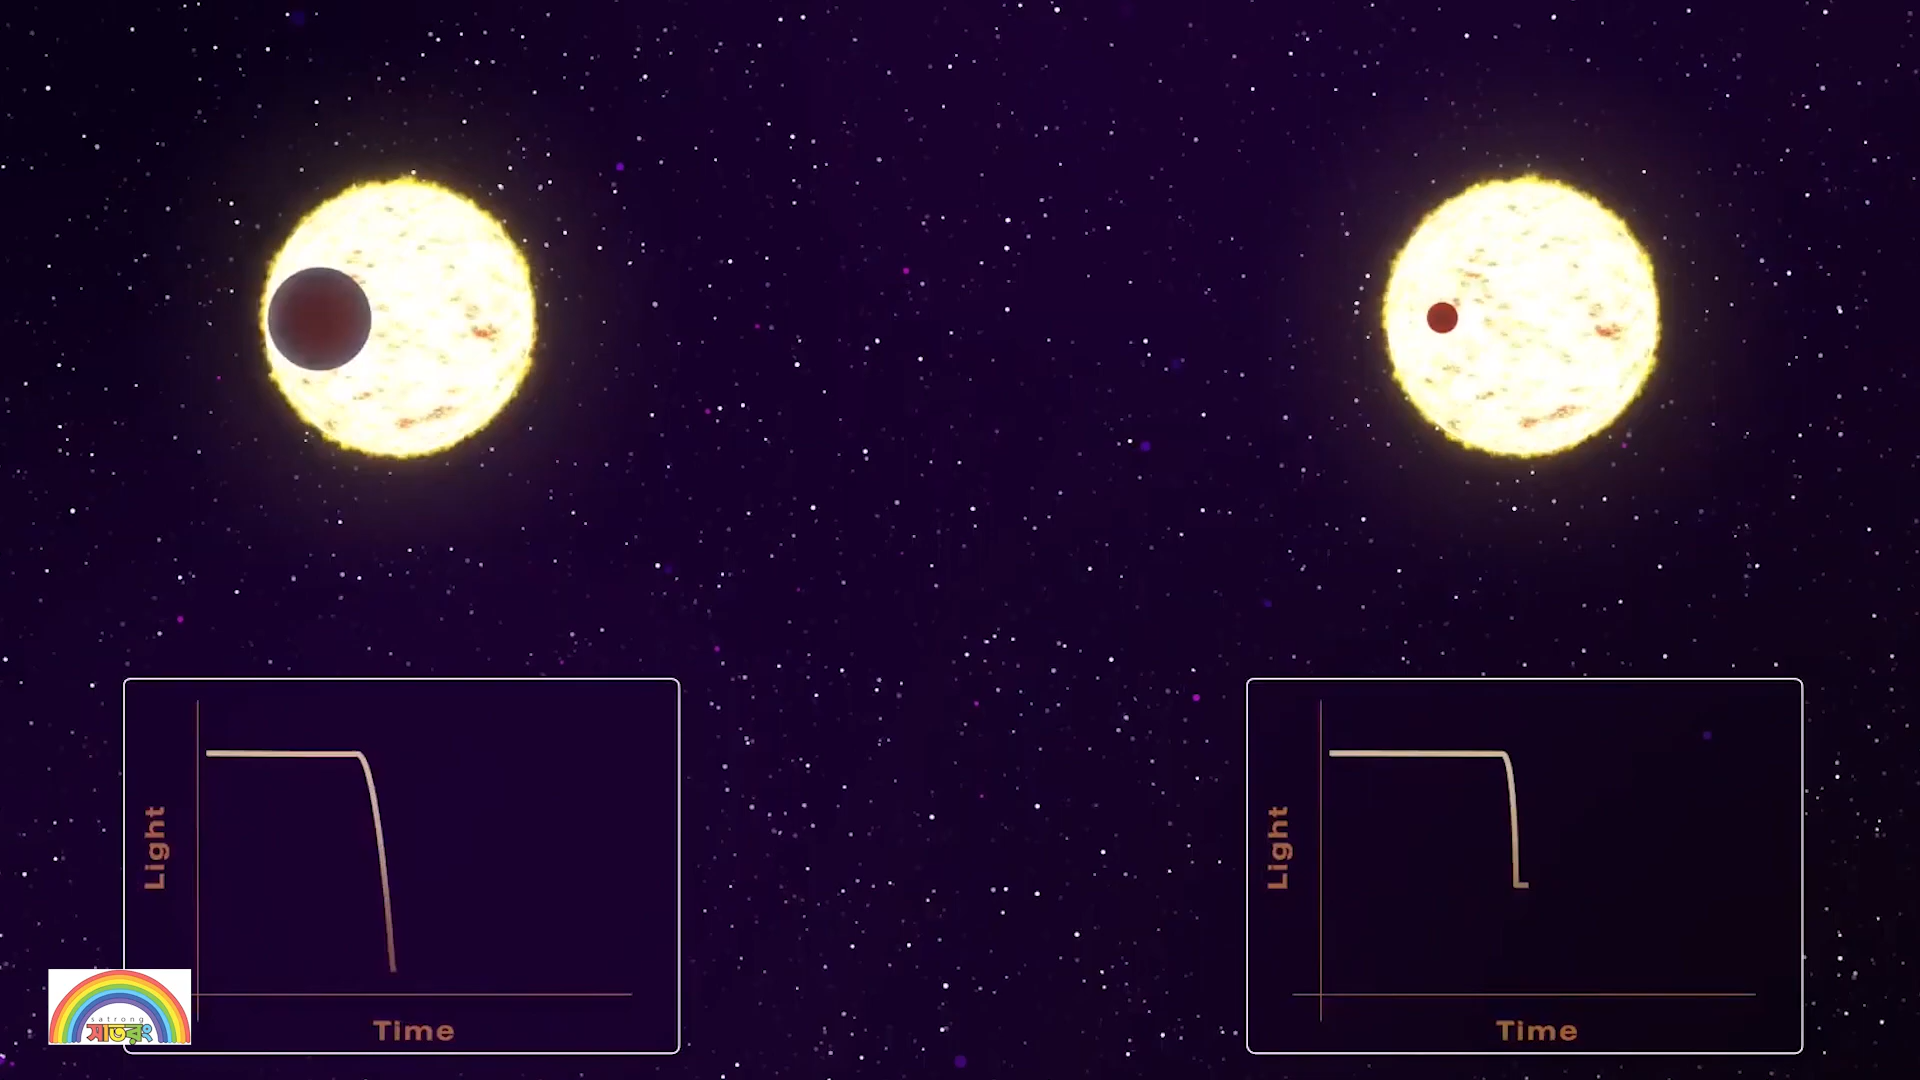 Light
Time
Light
Time
satrong
সাতরং